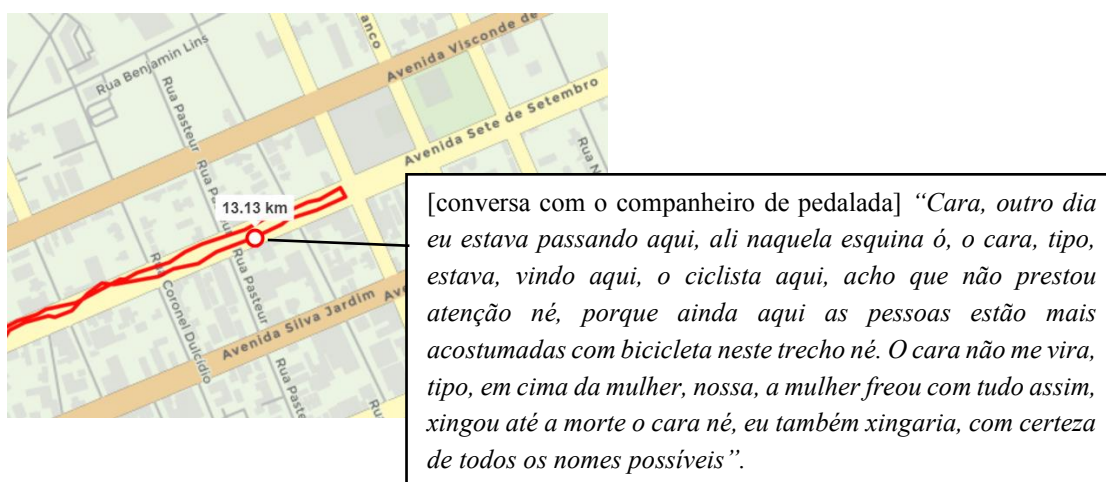 anco
Avenida Visconde de
Rua Benjamin Lins
Rua Pasteur
Avenida Sete de Setembro
Rua N
Rua Pa
13.13 km
Rua Pasteur
Rua Coronel Dulcídio
Avenida Silva Jardim
Av
Rua Paste
Ru
[conversa com o companheiro de pedalada] “Cara, outro dia
eu estava passando aqui, ali naquela esquina ó, o cara, tipo,
estava, vindo aqui, o ciclista aqui, acho que não prestou
atenção né, porque ainda aqui as pessoas estão mais
acostumadas com bicicleta neste trecho né. O cara não me vira,
tipo, em cima da mulher, nossa, a mulher freou com tudo assim,
xingou até a morte o cara né, eu também xingaria, com certeza
de todos os nomes possíveis”.